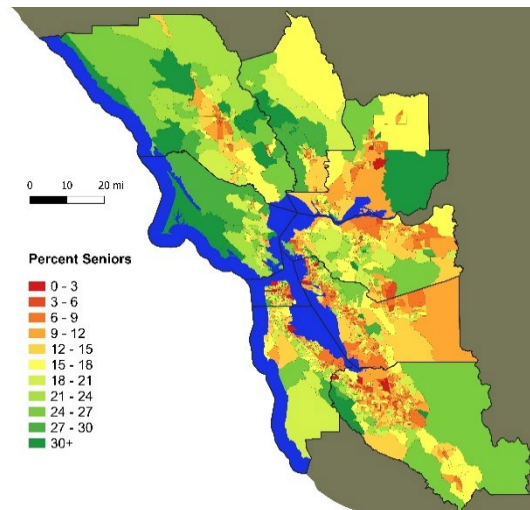 0 10 20 mi
Percent Seniors
0 - 3
3 - 6
6 - 9
9 - 12
12 - 15
15 - 18
18 - 21
21 - 24
24 - 27
27 - 30
30+